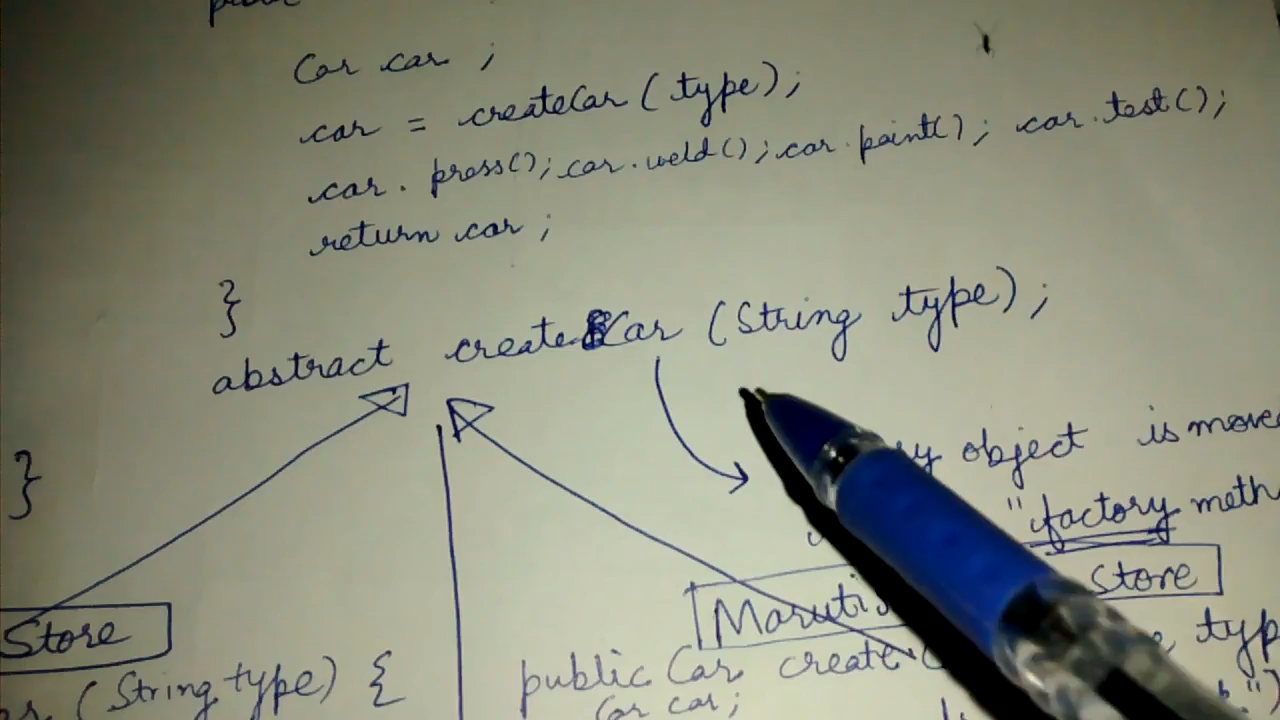 Car car ;
car = createCar ( type );
car . press(); car.weld(); car.paint(); car.test();
return car ;
}
abstract createCar ( String type );
}
object is move
"factory meth
Store
Maruti
Store
( String type ) {
public Car create
typ
Car car;
")